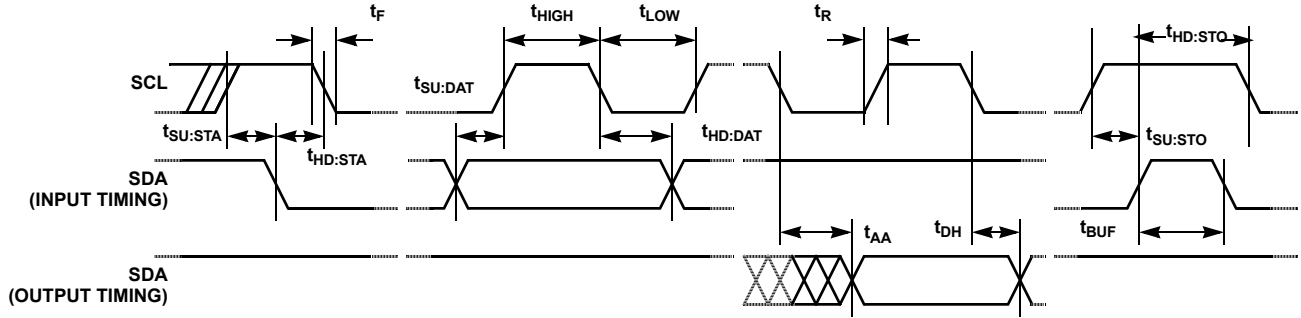 tF
tHIGH
tLOW
tR
tHD:STO
SCL
tSU:DAT
tSU:STA
tHD:STA
tHD:DAT
tSU:STO
SDA
(INPUT TIMING)
tAA
tDH
tBUF
SDA
(OUTPUT TIMING)